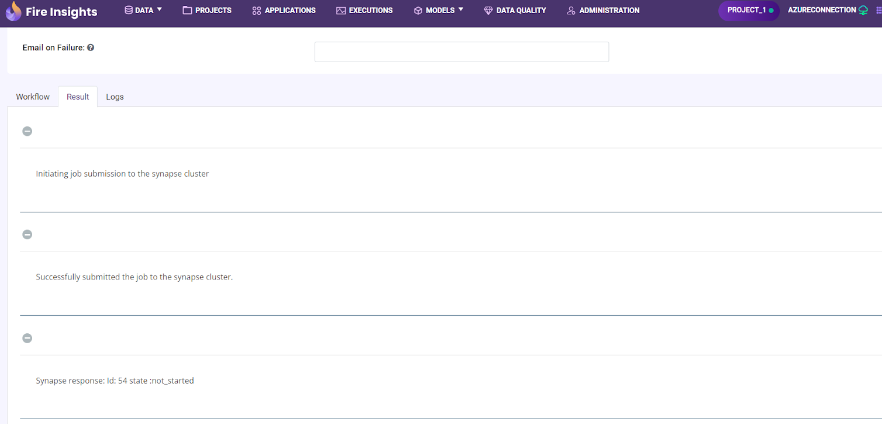 Fire Insights DATA PROJECTS APPLICATIONS EXECUTIONS MODELS DATA QUALITY ADMINISTRATION PROJECT_1 AZURECONNECTION
Email on Failure:
Workflow Result Logs
Initiating job submission to the synapse cluster
Successfully submitted the job to the synapse cluster.
Synapse response: Id: 54 state :not_started